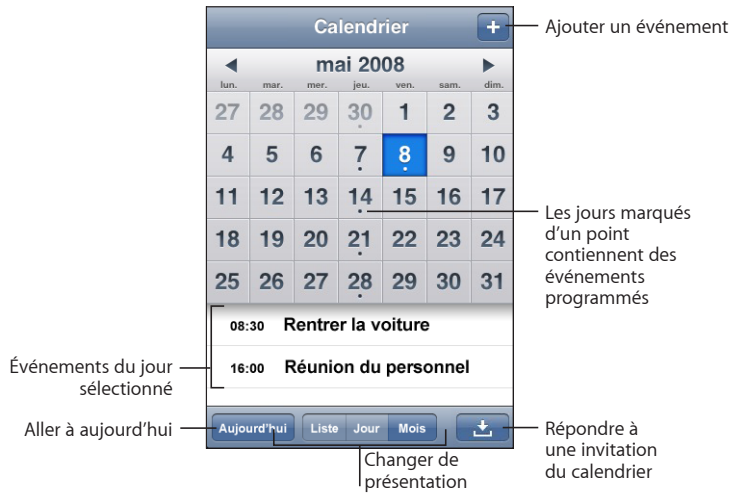 Calendrier
+
Ajouter un événement
mai 2008
lun. mar. mer. jeu. ven. sam. dim.
27 28 29 30 1 2 3
4 5 6 7 8 9 10
11 12 13 14 15 16 17
18 19 20 21 22 23 24
25 26 27 28 29 30 31
Les jours marqués
d'un point
contiennent des
événements
programmés
08:30 Rentrer la voiture
16:00 Réunion du personnel
Événements du jour
sélectionné
Aller à aujourd'hui
Aujourd'hui Liste Jour Mois
Changer de
présentation
Répondre à
une invitation
du calendrier